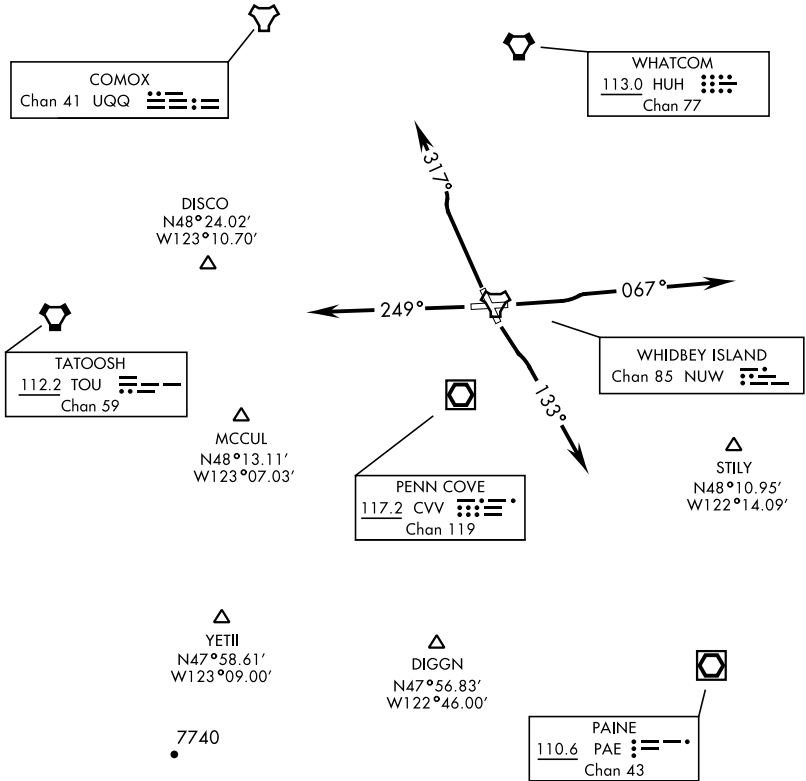 COMOX
Chan 41 UQQ
WHATCOM
113.0 HUH
Chan 77
317°
DISCO
N48°24.02'
W123°10.70'
249°
067°
TATOOSH
112.2 TOU
Chan 59
WHIDBEY ISLAND
Chan 85 NUW
133°
MCCUL
N48°13.11'
W123°07.03'
STILY
N48°10.95'
W122°14.09'
PENN COVE
117.2 CVV
Chan 119
YETII
N47°58.61'
W123°09.00'
DIGGN
N47°56.83'
W122°46.00'
7740
PAINE
110.6 PAE
Chan 43